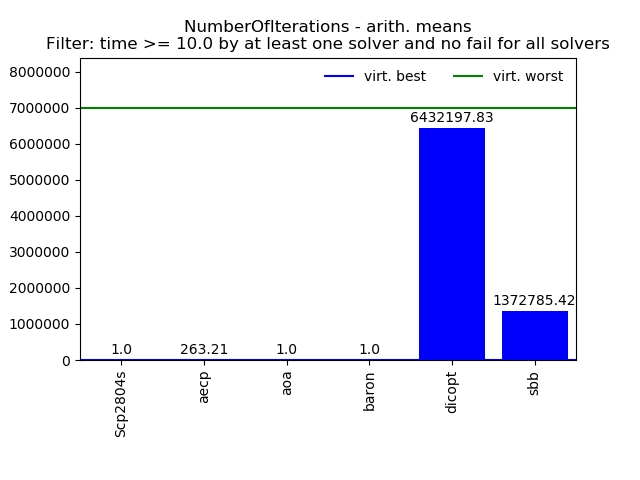 NumberOfIterations - arith. means
Filter: time >= 10.0 by at least one solver and no fail for all solvers
virt. best
virt. worst
8000000
7000000
6000000
5000000
4000000
3000000
2000000
1000000
0
1.0
263.21
1.0
1.0
6432197.83
1372785.42
Scp2804s
aecp
aoa
baron
dicopt
sbb